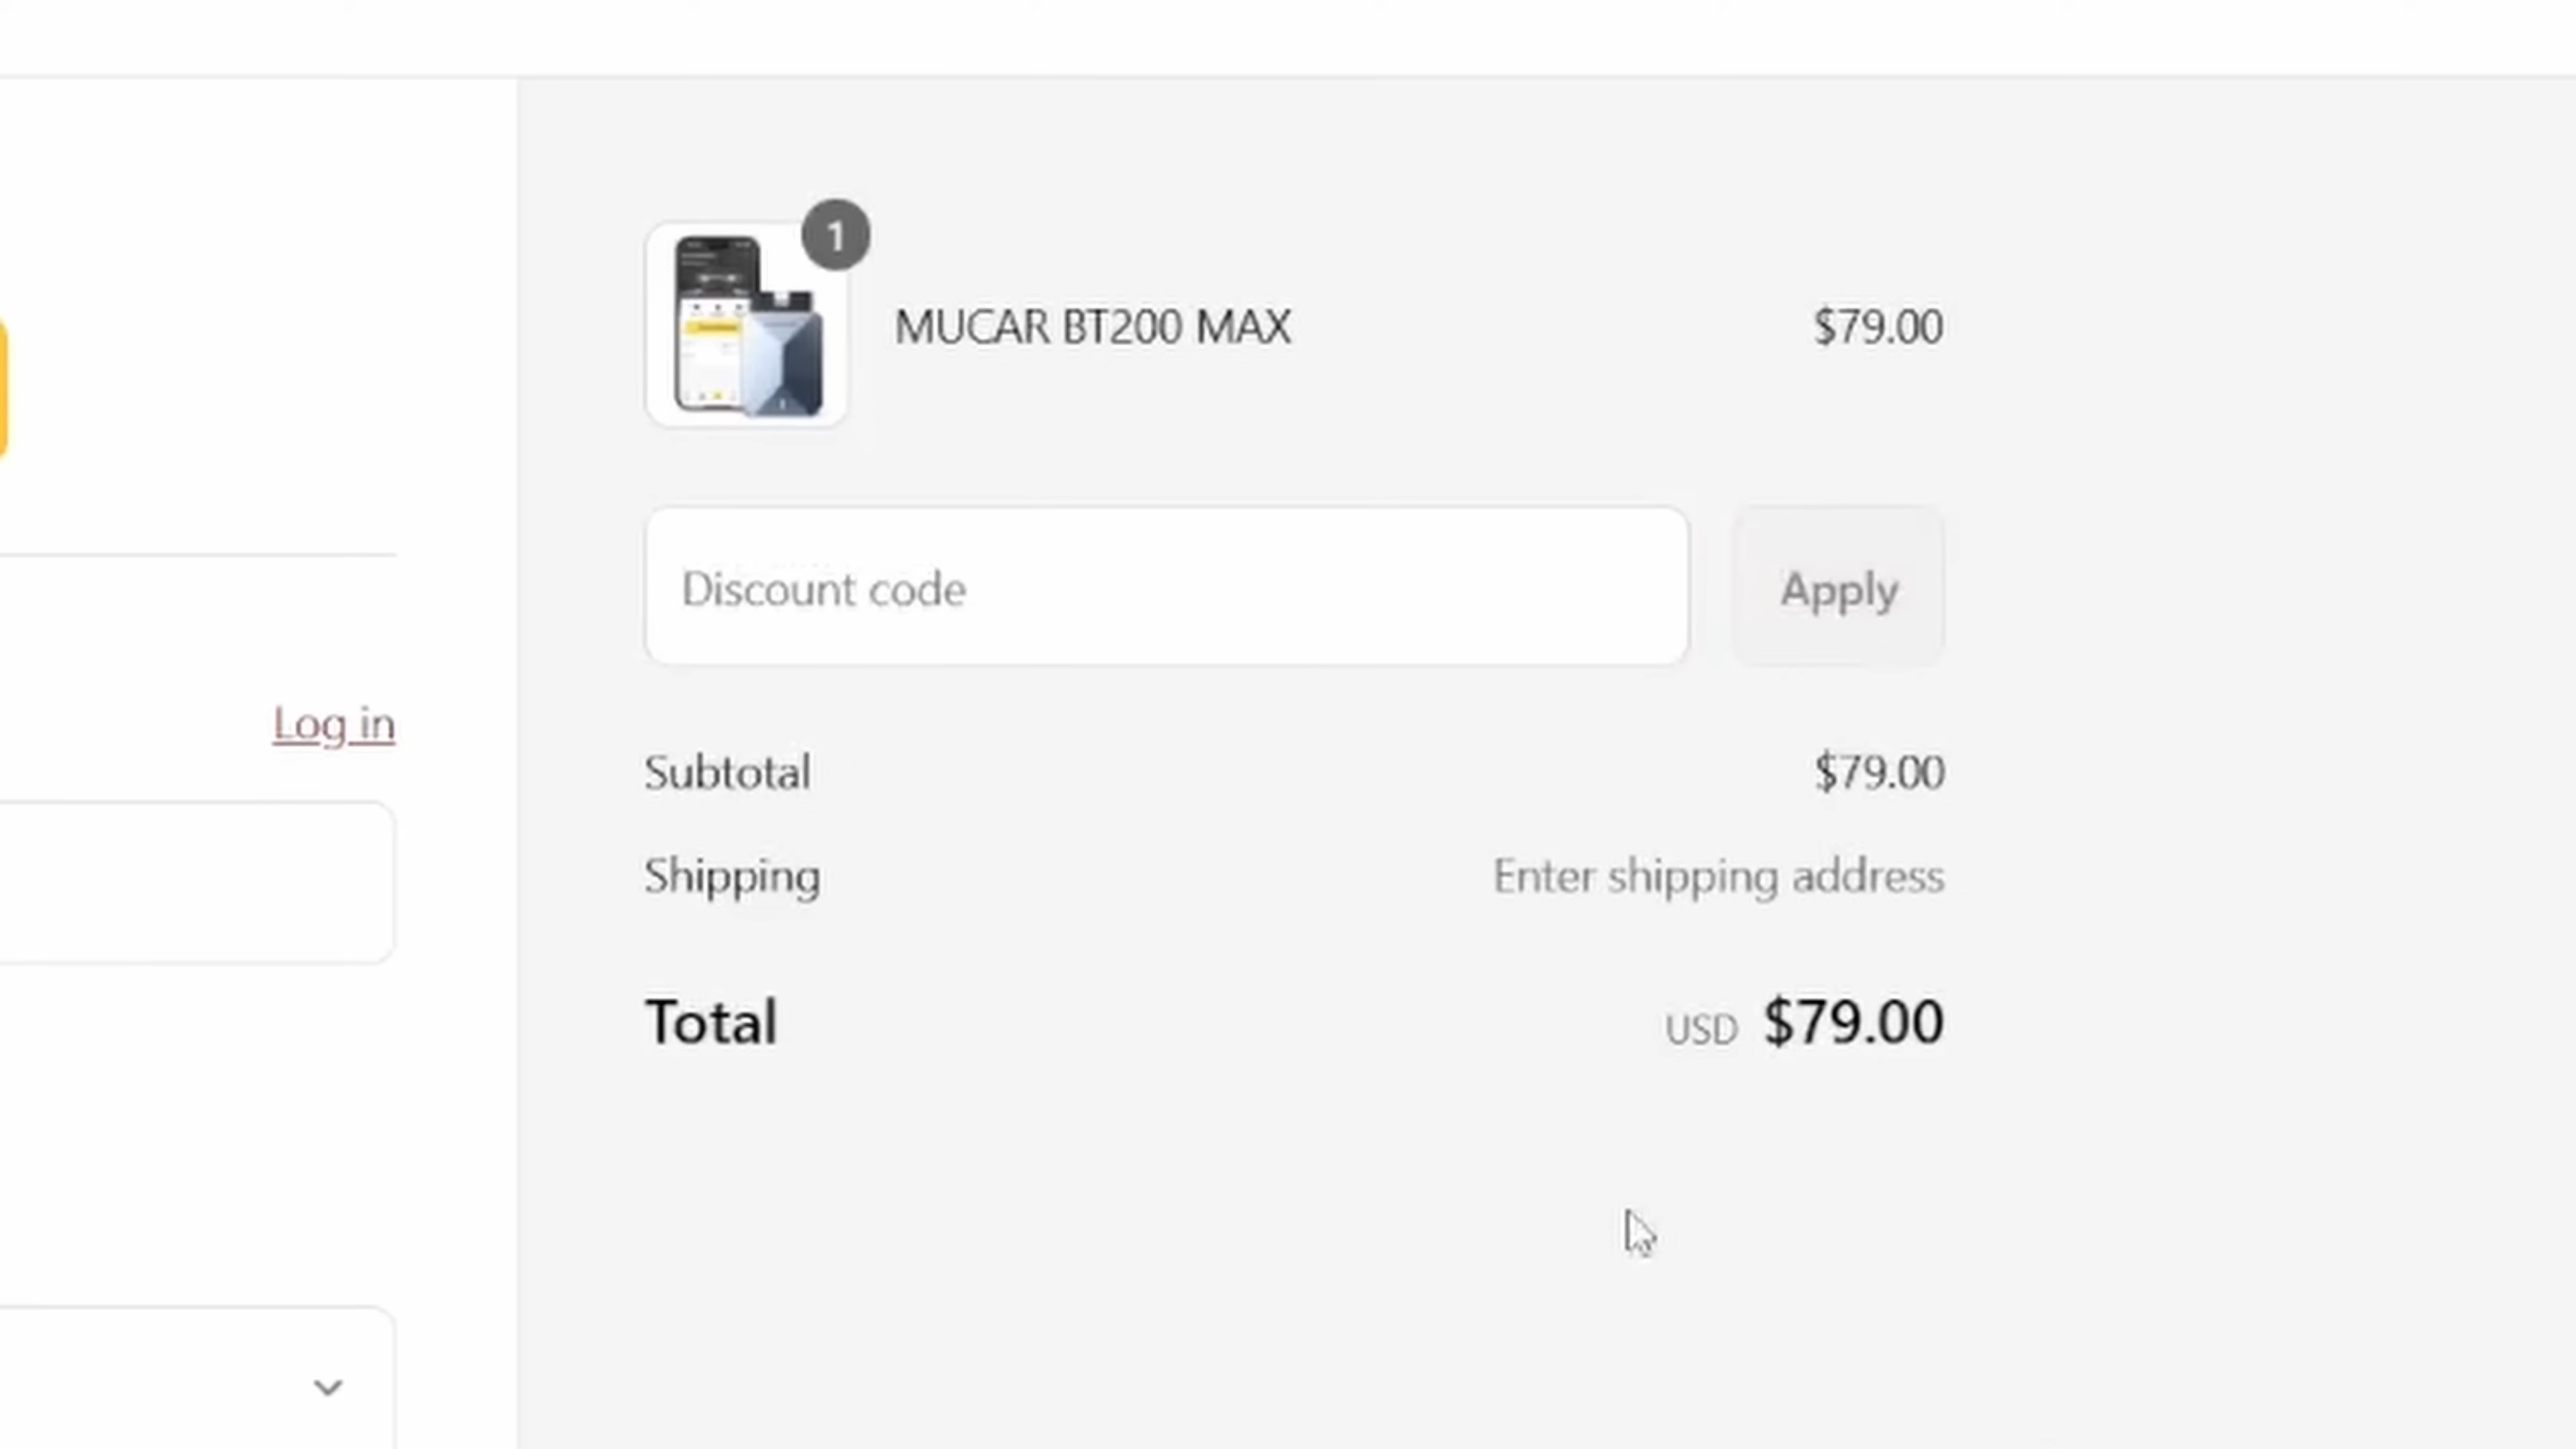 1
MUCAR BT200 MAX $79.00
Discount code Apply
Log in
Subtotal $79.00
Shipping Enter shipping address
Total USD $79.00